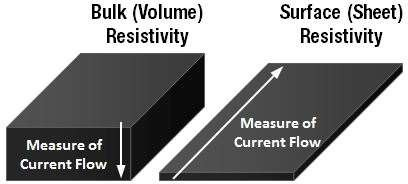 Bulk (Volume)
Resistivity
Surface (Sheet)
Resistivity
Measure of
Current Flow
Measure of
Current Flow